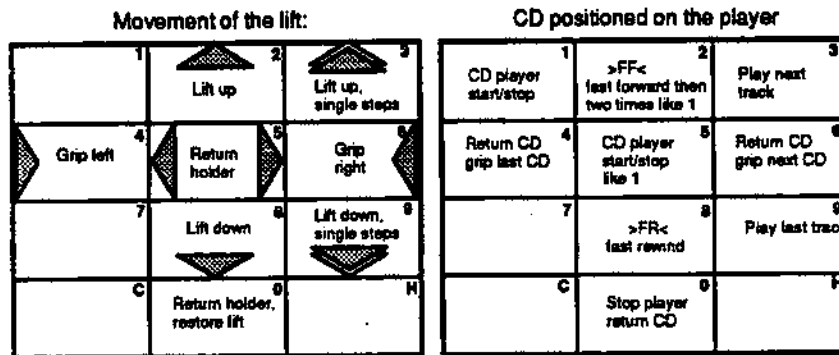 Movement of the lift:
1
2
Lift up
3
Lift up,
single steps
4
Grip left
5
Return
holder
6
Grip
right
7
8
Lift down
9
Lift down,
single steps
C
0
Return holder,
restore lift
H
CD positioned on the player
1
CD player
start/stop
2
>FF<
fast forward then
two times like 1
3
Play next
track
4
Return CD
grip last CD
5
CD player
start/stop
like 1
6
Return CD
grip next CD
7
8
>FR<
fast rewind
9
Play last trac
C
0
Stop player
return CD
H